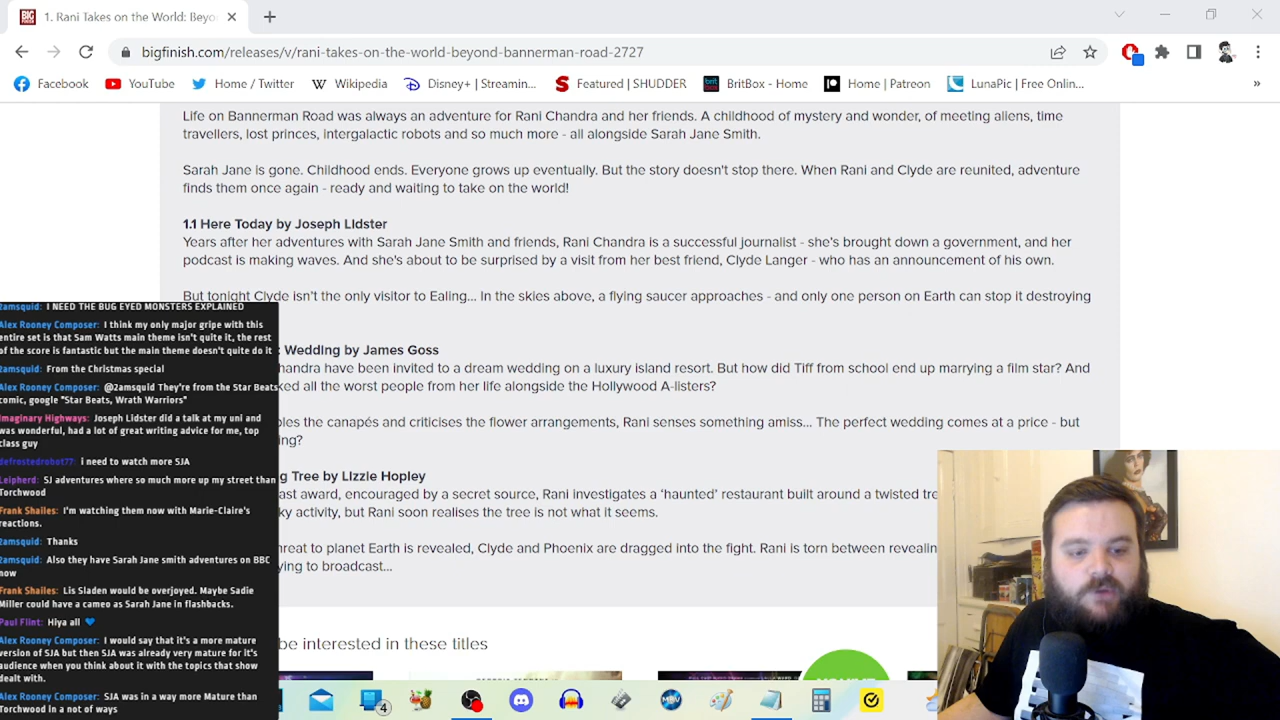 1. Rani Takes on the World: Beyo
bigfinish.com/releases/v/rani-takes-on-the-world-beyond-bannerman-road-2727
Facebook YouTube Home / Twitter Wikipedia Disney+ | Streamin... Featured | SHUDDER BritBox - Home Home | Patreon LunaPic | Free Onlin... »
Life on Bannerman Road was always an adventure for Rani Chandra and her friends. A childhood of mystery and wonder, of meeting aliens, time
travellers, lost princes, intergalactic robots and so much more - all alongside Sarah Jane Smith.
Sarah Jane is gone. Childhood ends. Everyone grows up eventually. But the story doesn't stop there. When Rani and Clyde are reunited, adventure
finds them once again - ready and waiting to take on the world!
1.1 Here Today by Joseph Lidster
Years after her adventures with Sarah Jane Smith and friends, Rani Chandra is a successful journalist - she's brought down a government, and her
podcast is making waves. And she's about to be surprised by a visit from her best friend, Clyde Langer - who has an announcement of his own.
But tonight Clyde isn't the only visitor to Ealing... In the skies above, a flying saucer approaches - and only one person on Earth can stop it destroying
Wedding by James Goss
handra have been invited to a dream wedding on a luxury island resort. But how did Tiff from school end up marrying a film star? And
ked all the worst people from her life alongside the Hollywood A-listers?
les the canapés and criticises the flower arrangements, Rani senses something amiss... The perfect wedding comes at a price - but
ng?
g Tree by Lizzie Hopley
ast award, encouraged by a secret source, Rani investigates a 'haunted' restaurant built around a twisted tre
ky activity, but Rani soon realises the tree is not what it seems.
hreat to planet Earth is revealed, Clyde and Phoenix are dragged into the fight. Rani is torn between revealin
ying to broadcast...
be interested in these titles
2amsquid: I NEED THE BUG EYED MONSTERS EXPLAINED
Alex Rooney Composer: I think my only major gripe with this
entire set is that Sam Watts main theme isn't quite it, the rest
of the score is fantastic but the main theme doesn't quite do it
2amsquid: From the Christmas special
Alex Rooney Composer: @2amsquid They're from the Star Beats
comic, google "Star Beats, Wrath Warriors"
Imaginary Highways: Joseph Lidster did a talk at my uni and
was wonderful, had a lot of great writing advice for me, top
class guy
defrostedrobot77: i need to watch more SJA
Leipherd: SJ adventures where so much more up my street than
Torchwood
Frank Shailes: I'm watching them now with Marie-Claire's
reactions.
2amsquid: Thanks
2amsquid: Also they have Sarah Jane smith adventures on BBC
now
Frank Shailes: Lis Sladen would be overjoyed. Maybe Sadie
Miller could have a cameo as Sarah Jane in flashbacks.
Paul Flint: Hiya all 💙
Alex Rooney Composer: I would say that it's a more mature
version of SJA but then SJA was already very mature for it's
audience when you think about it with the topics that show
dealt with.
Alex Rooney Composer: SJA was in a way more Mature than
Torchwood in a not of ways
4